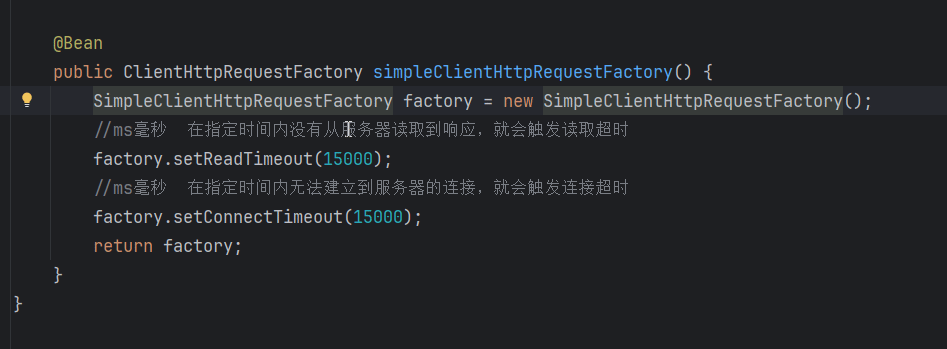 @Bean
public ClientHttpRequestFactory simpleClientHttpRequestFactory() {
SimpleClientHttpRequestFactory factory = new SimpleClientHttpRequestFactory();
//ms毫秒  在指定时间内没有从服务器读取到响应，就会触发读取超时
factory.setReadTimeout(15000);
//ms毫秒  在指定时间内无法建立到服务器的连接，就会触发连接超时
factory.setConnectTimeout(15000);
return factory;
}
}